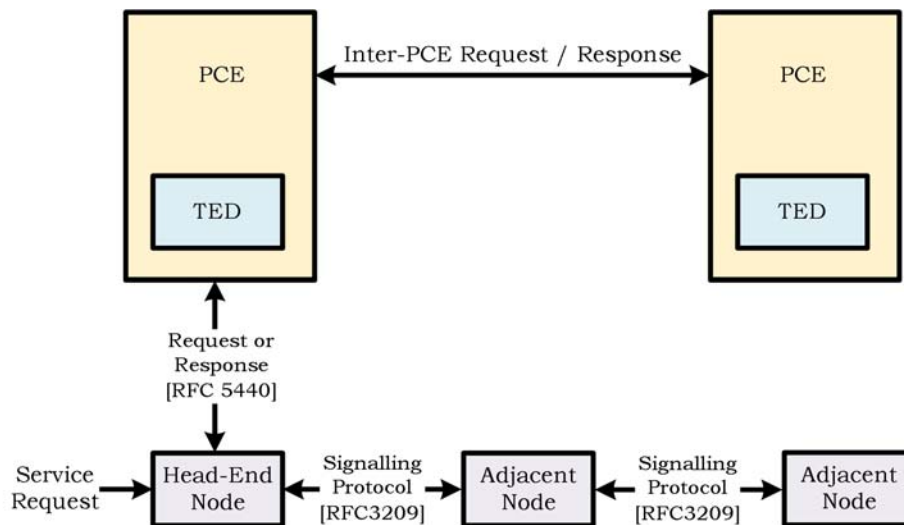 Inter-PCE Request / Response
PCE
PCE
TED
TED
Request or
Response
[RFC 5440]
Service
Request
Head-End
Node
Signalling
Protocol
[RFC3209]
Adjacent
Node
Signalling
Protocol
[RFC3209]
Adjacent
Node